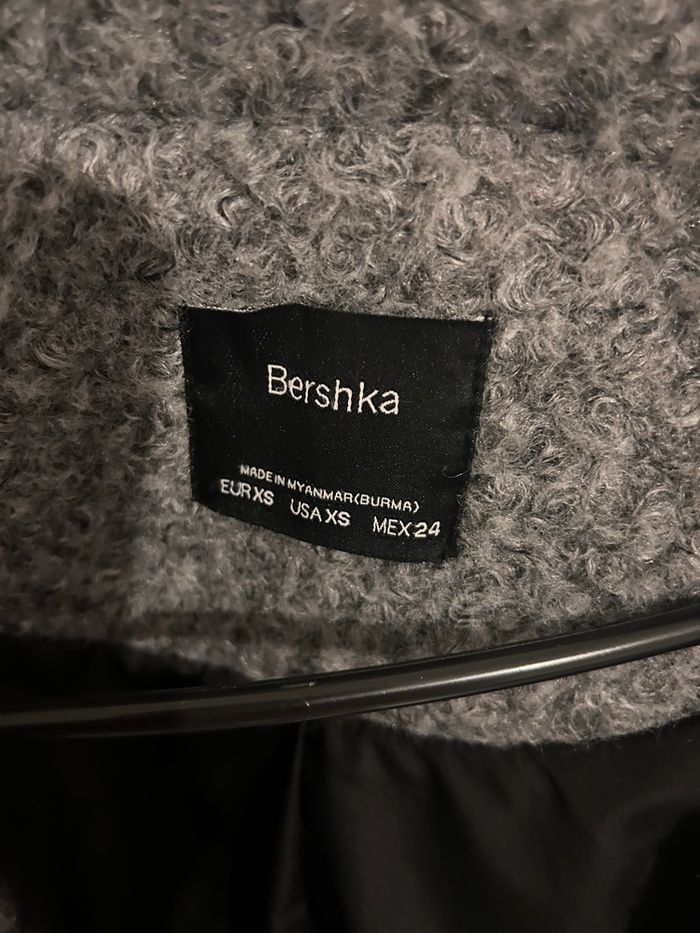 Bershka
MADE IN MYANMAR(BURMA)
EUR XS USA XS MEX 24